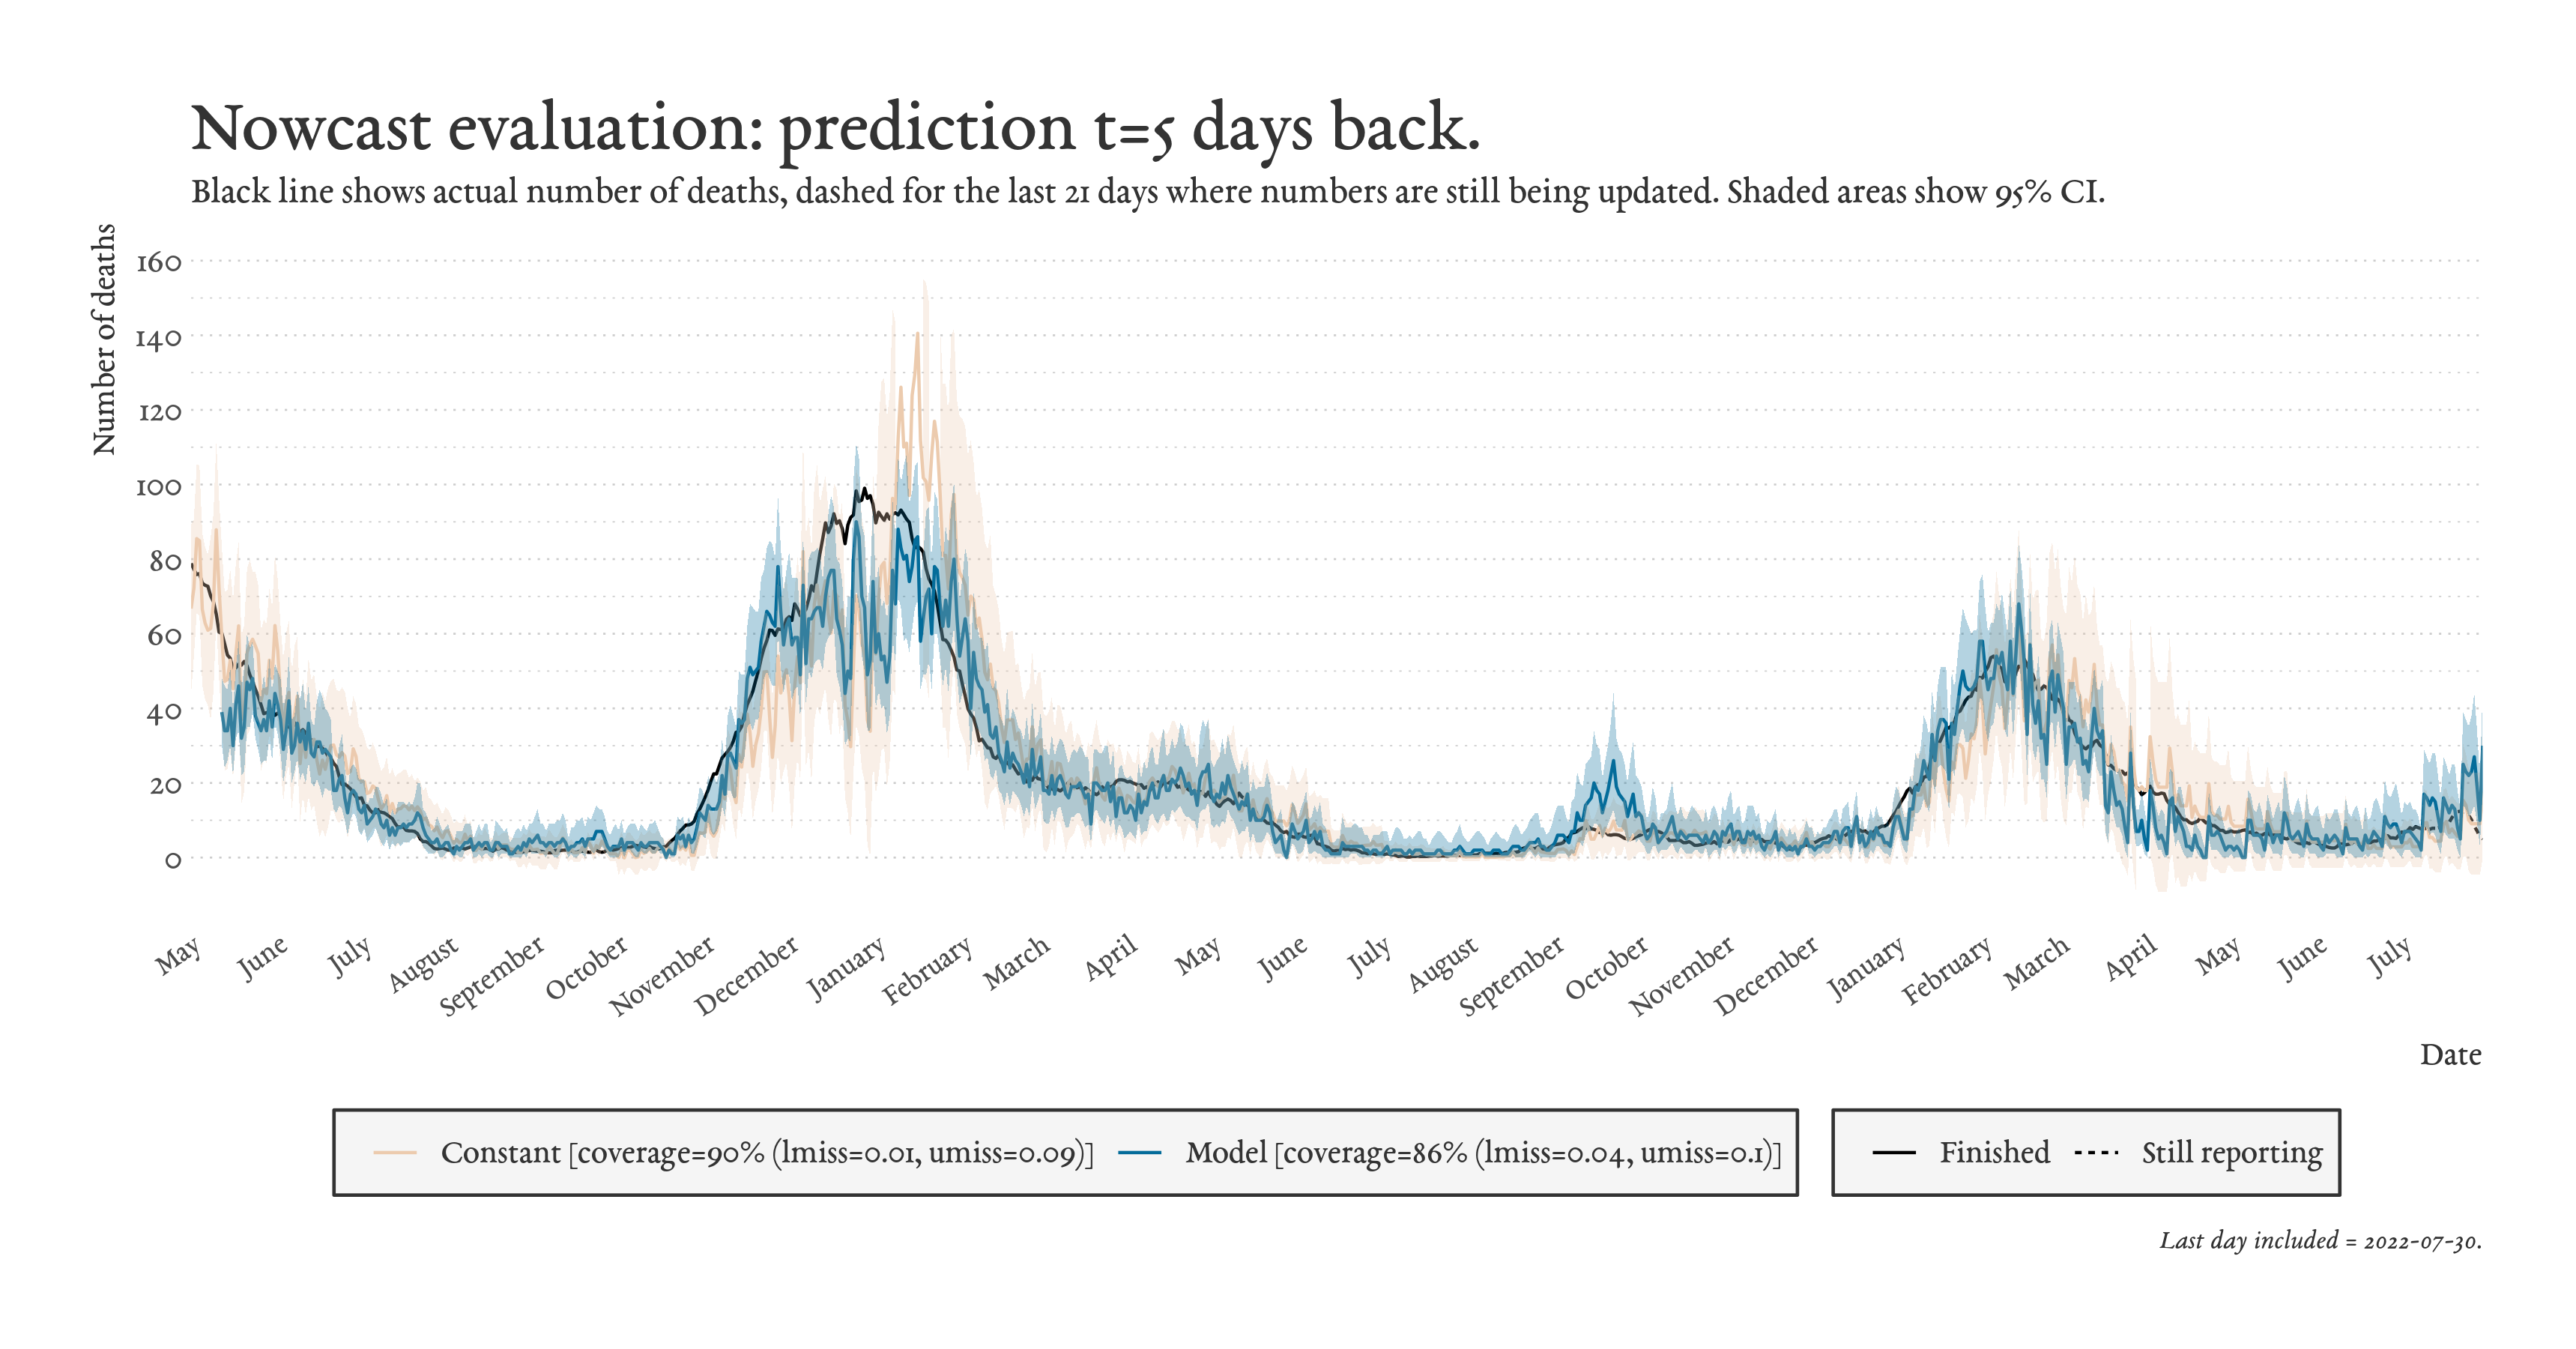 Nowcast evaluation: prediction t=5 days back.
Black line shows actual number of deaths, dashed for the last 21 days where numbers are still being updated. Shaded areas show 95% CI.
Number of deaths
160
140
120
100
80
60
40
20
0
May
June
July
August
September
October
November
December
January
February
March
April
May
June
July
August
September
October
November
December
January
February
March
April
May
June
July
Date
Constant [coverage=90% (lmiss=0.01, umiss=0.09)]
Model [coverage=86% (lmiss=0.04, umiss=0.1)]
Finished
Still reporting
Last day included = 2022-07-30.